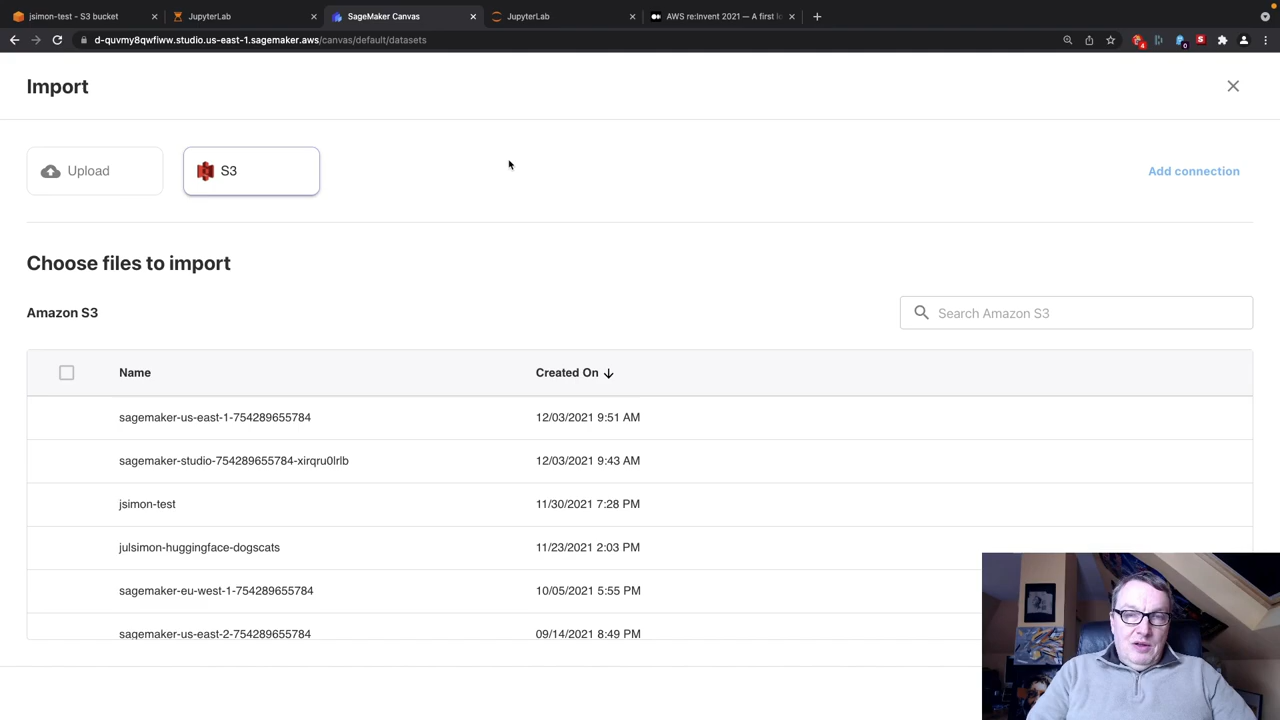 jsimon-test - S3 bucket
JupyterLab
SageMaker Canvas
JupyterLab
AWS re:Invent 2021 — A first lo
d-quvmy8qwfiww.studio.us-east-1.sagemaker.aws/canvas/default/datasets
4
0
S
Import
Upload
S3
Add connection
Choose files to import
Amazon S3
Search Amazon S3
Name
Created On
sagemaker-us-east-1-754289655784
12/03/2021 9:51 AM
sagemaker-studio-754289655784-xirqru0lrlb
12/03/2021 9:43 AM
jsimon-test
11/30/2021 7:28 PM
julsimon-huggingface-dogscats
11/23/2021 2:03 PM
sagemaker-eu-west-1-754289655784
10/05/2021 5:55 PM
sagemaker-us-east-2-754289655784
09/14/2021 8:49 PM